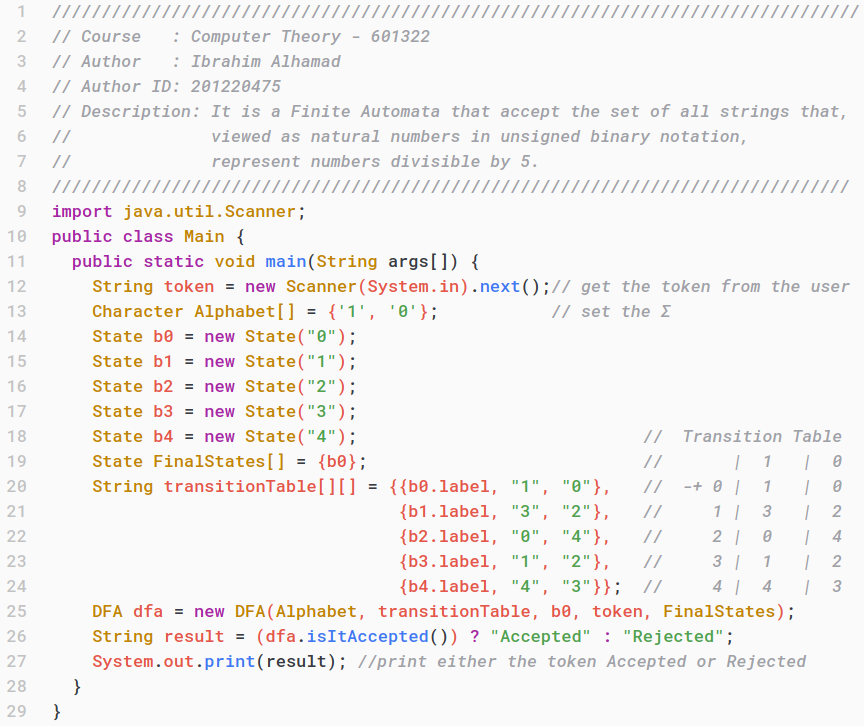 1 ////////////////////////////////////////////////////////////////////////////////
2 // Course   : Computer Theory - 601322
3 // Author   : Ibrahim Alhamad
4 // Author ID: 201220475
5 // Description: It is a Finite Automata that accept the set of all strings that,
6 //              viewed as natural numbers in unsigned binary notation,
7 //              represent numbers divisible by 5.
8 ////////////////////////////////////////////////////////////////////////////////
9 import java.util.Scanner;
10 public class Main {
11   public static void main(String args[]) {
12     String token = new Scanner(System.in).next();// get the token from the user
13     Character Alphabet[] = {'1', '0'};           // set the Σ
14     State b0 = new State("0");
15     State b1 = new State("1");
16     State b2 = new State("2");
17     State b3 = new State("3");
18     State b4 = new State("4");                            //  Transition Table
19     State FinalStates[] = {b0};                           //       |  1   |  0
20     String transitionTable[][] = {{b0.label, "1", "0"},   //  -+ 0 |  1   |  0
21                                   {b1.label, "3", "2"},   //     1 |  3   |  2
22                                   {b2.label, "0", "4"},   //     2 |  0   |  4
23                                   {b3.label, "1", "2"},   //     3 |  1   |  2
24                                   {b4.label, "4", "3"}};  //     4 |  4   |  3
25     DFA dfa = new DFA(Alphabet, transitionTable, b0, token, FinalStates);
26     String result = (dfa.isItAccepted()) ? "Accepted" : "Rejected";
27     System.out.print(result); //print either the token Accepted or Rejected
28   }
29 }